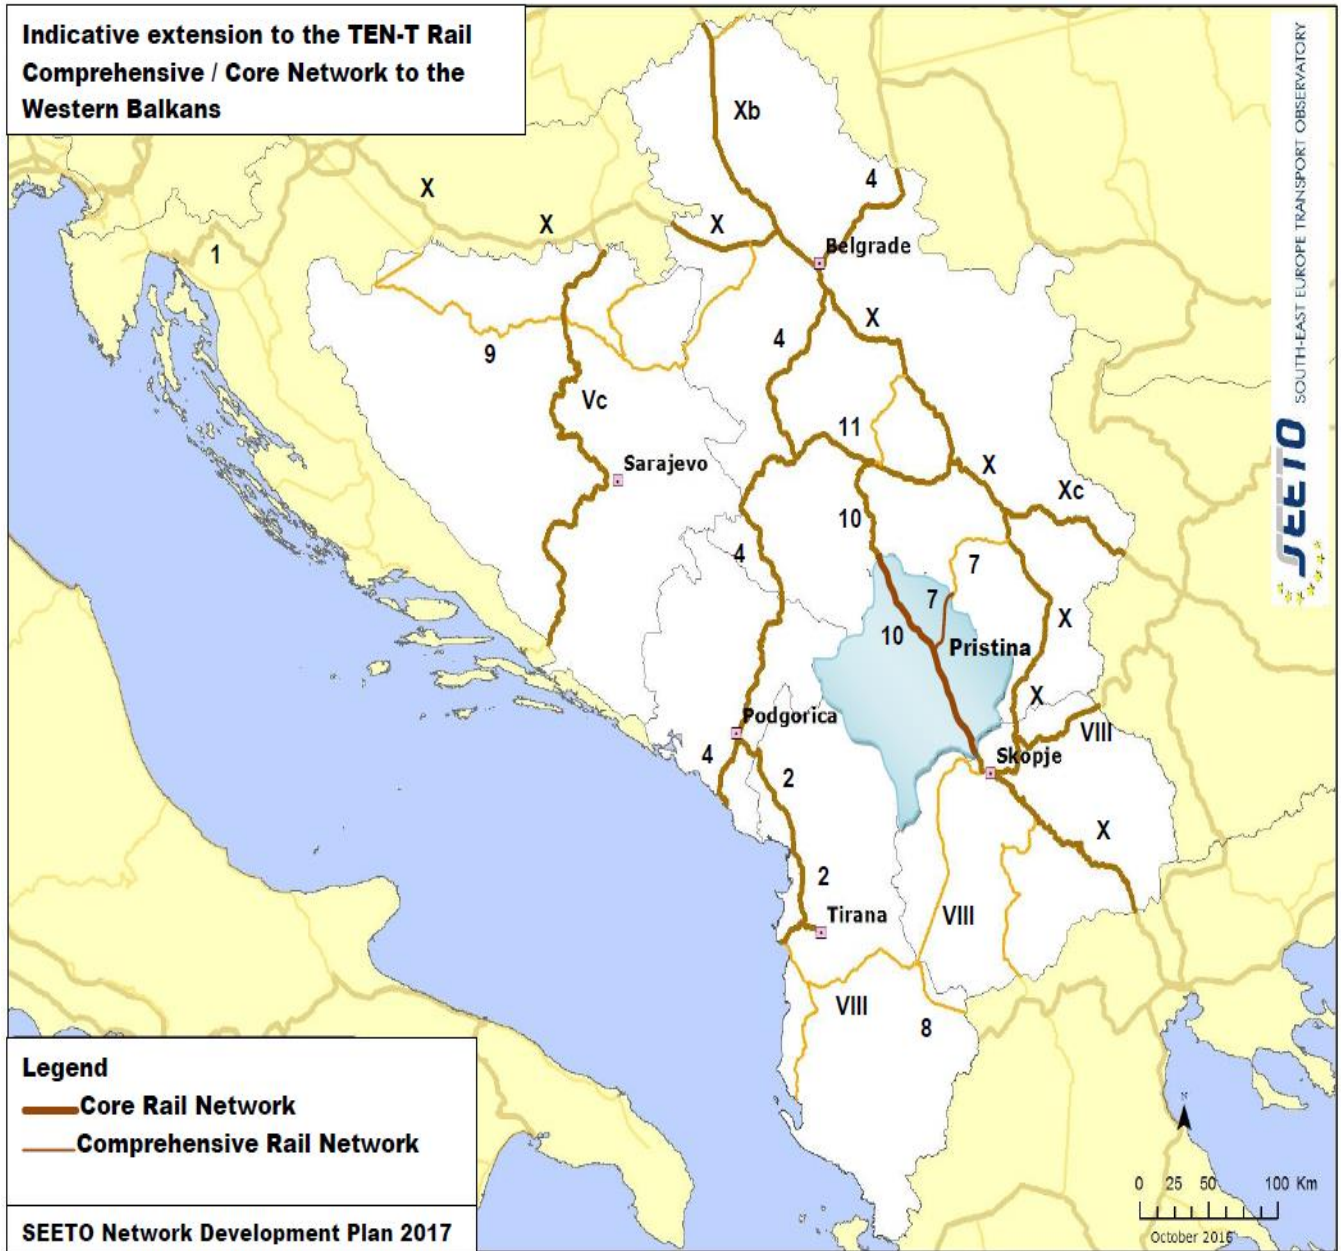 Indicative extension to the TEN-T Rail
Comprehensive / Core Network to the
Western Balkans
SOUTH-EAST EUROPE TRANSPORT OBSERVATORY
SEETO
Xb
4
X
X
X
1
Belgrade
X
4
9
Vc
11
Sarajevo
X
Xc
10
4
7
7
X
10
Pristina
X
Podgorica
VIII
4
Skopje
2
X
2
Tirana
VIII
VIII
8
Legend
Core Rail Network
Comprehensive Rail Network
SEETO Network Development Plan 2017
N
0 25 50 100 Km
October 2016